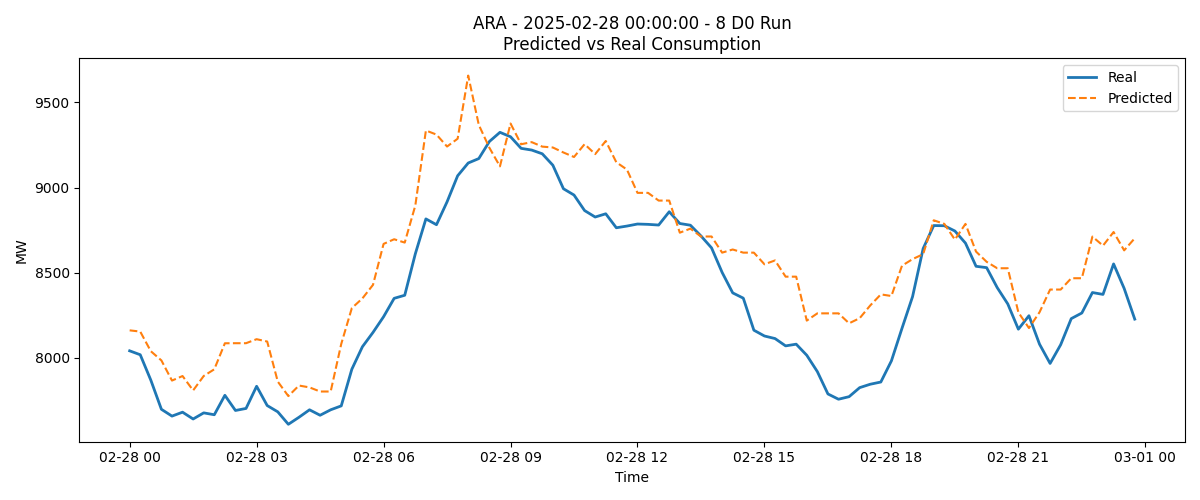 ARA - 2025-02-28 00:00:00 - 8 D0 Run
Predicted vs Real Consumption
Real
Predicted
MW
9500
9000
8500
8000
02-28 00
02-28 03
02-28 06
02-28 09
02-28 12
02-28 15
02-28 18
02-28 21
03-01 00
Time